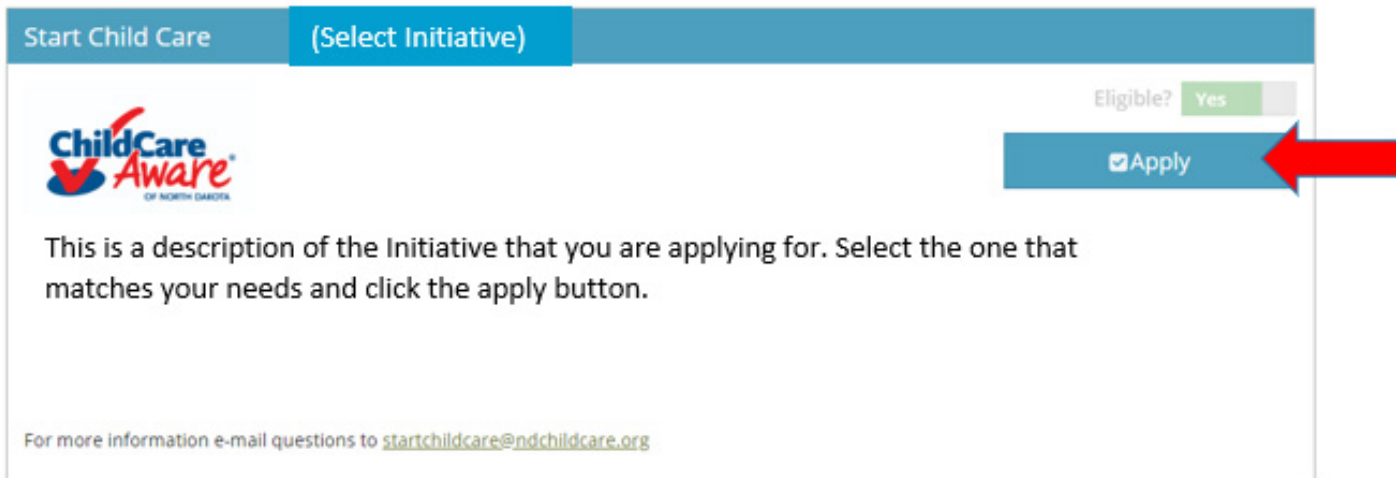 Start Child Care (Select Initiative)
Eligible? Yes
ChildCare
Aware
OF NORTH DAKOTA
Apply
This is a description of the Initiative that you are applying for. Select the one that
matches your needs and click the apply button.
For more information e-mail questions to startchildcare@ndchildcare.org